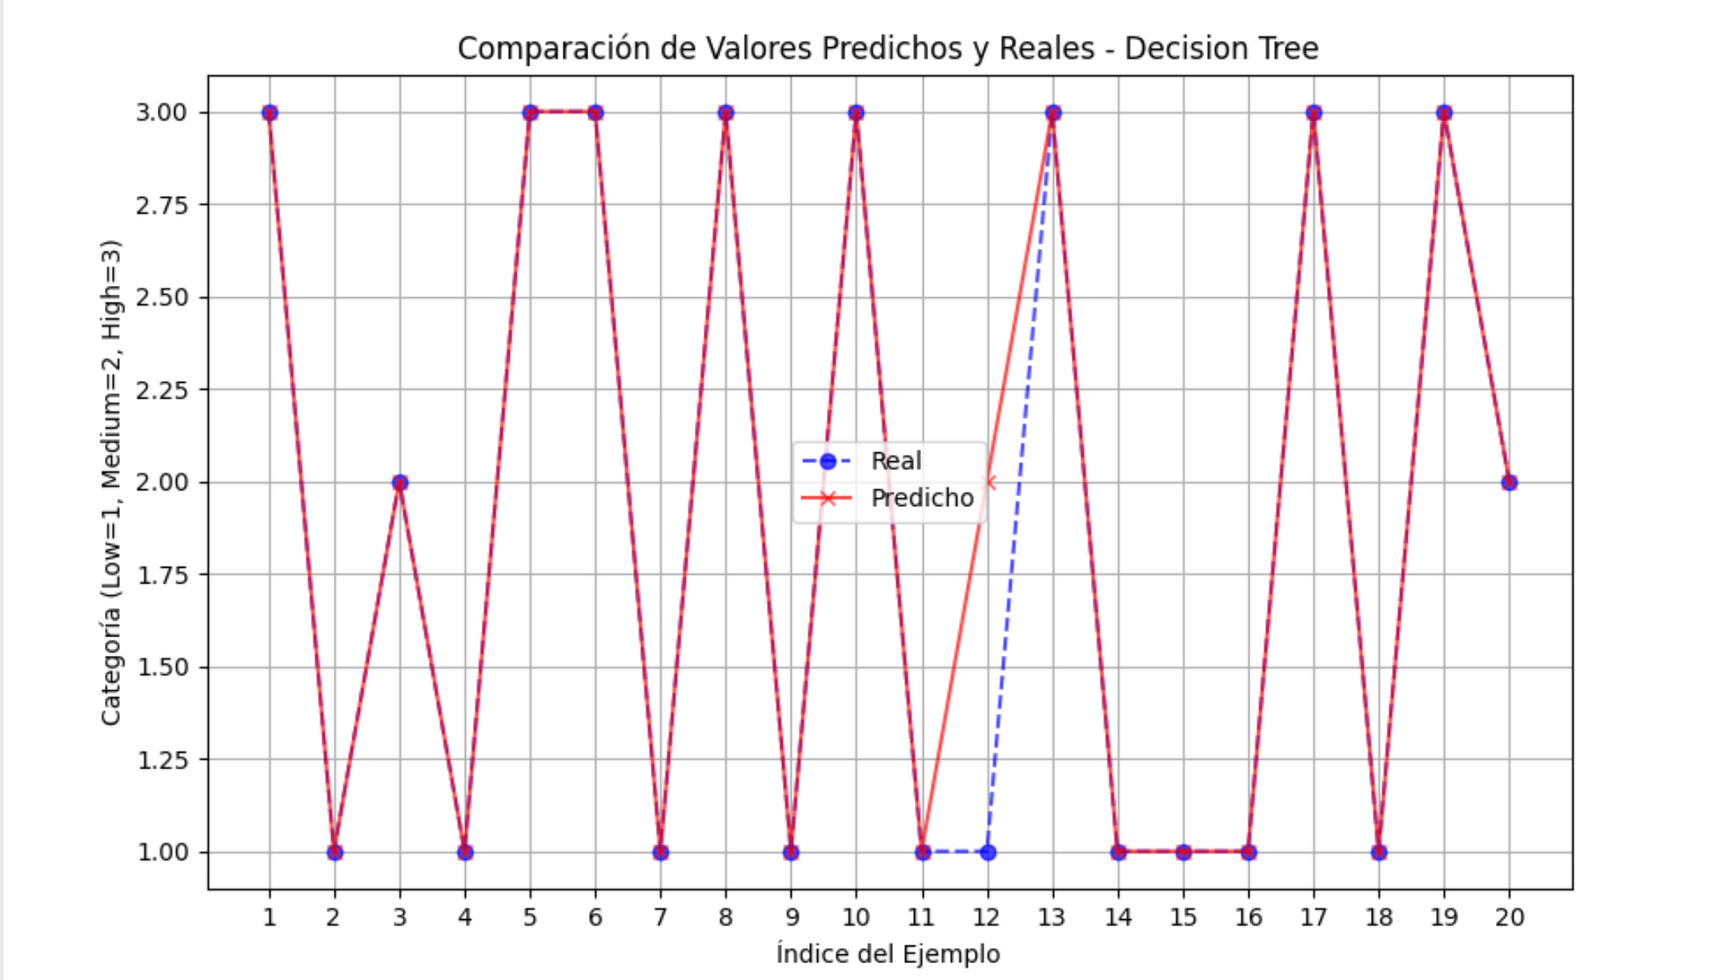 Comparación de Valores Predichos y Reales - Decision Tree
3.00
2.75
2.50
2.25
2.00
1.75
1.50
1.25
1.00
Categoría (Low=1, Medium=2, High=3)
Real
Predicho
1 2 3 4 5 6 7 8 9 10 11 12 13 14 15 16 17 18 19 20
Índice del Ejemplo